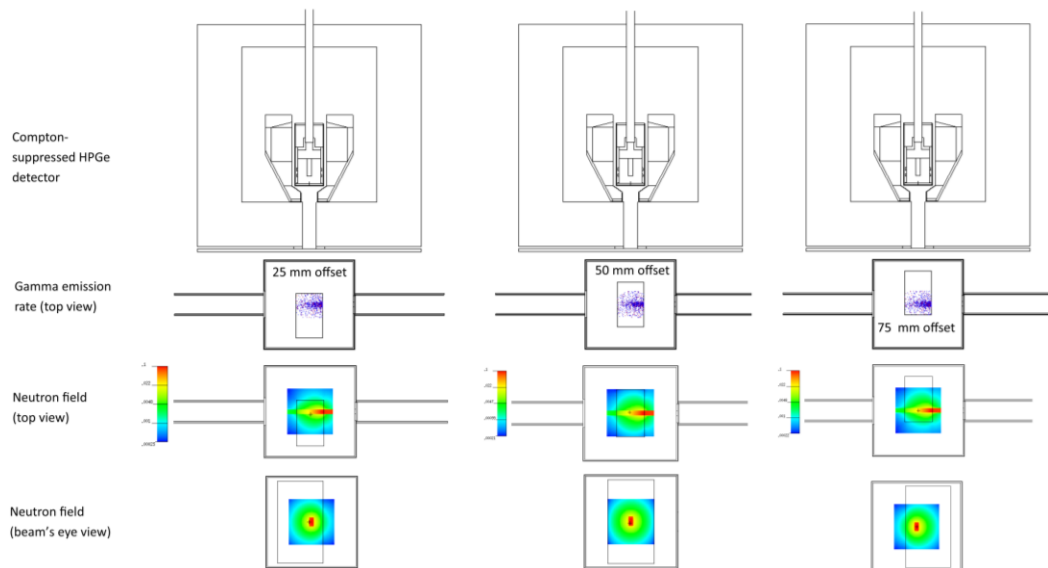 Compton-
suppressed HPGe
detector
Gamma emission
rate (top view)
25 mm offset
50 mm offset
75 mm offset
Neutron field
(top view)
Neutron field
(beam's eye view)